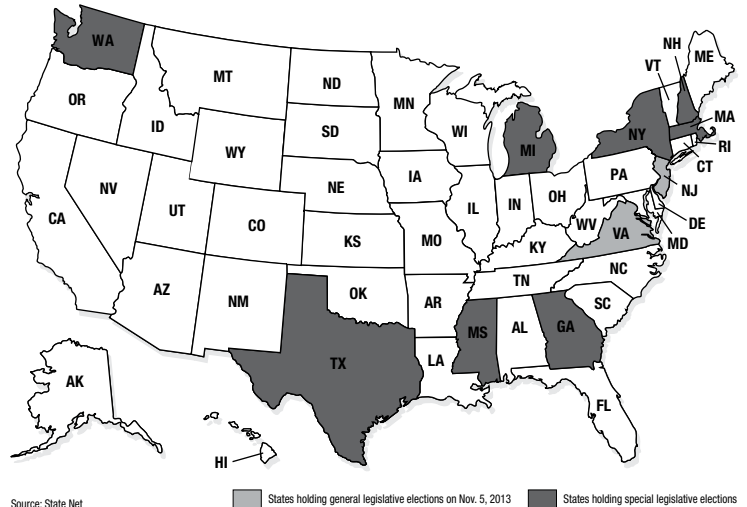 WA
NH
ME
VT
MT
ND
MN
OR
ID
SD
WI
NY
MA
MI
RI
WY
CT
IA
PA
NE
NJ
NV
OH
IL
IN
UT
DE
CO
WV
CA
VA
MD
KS
MO
KY
NC
TN
AZ
OK
NM
AR
SC
MS
AL
GA
LA
TX
AK
FL
HI
Source: State Net
States holding general legislative elections on Nov. 5, 2013
States holding special legislative elections